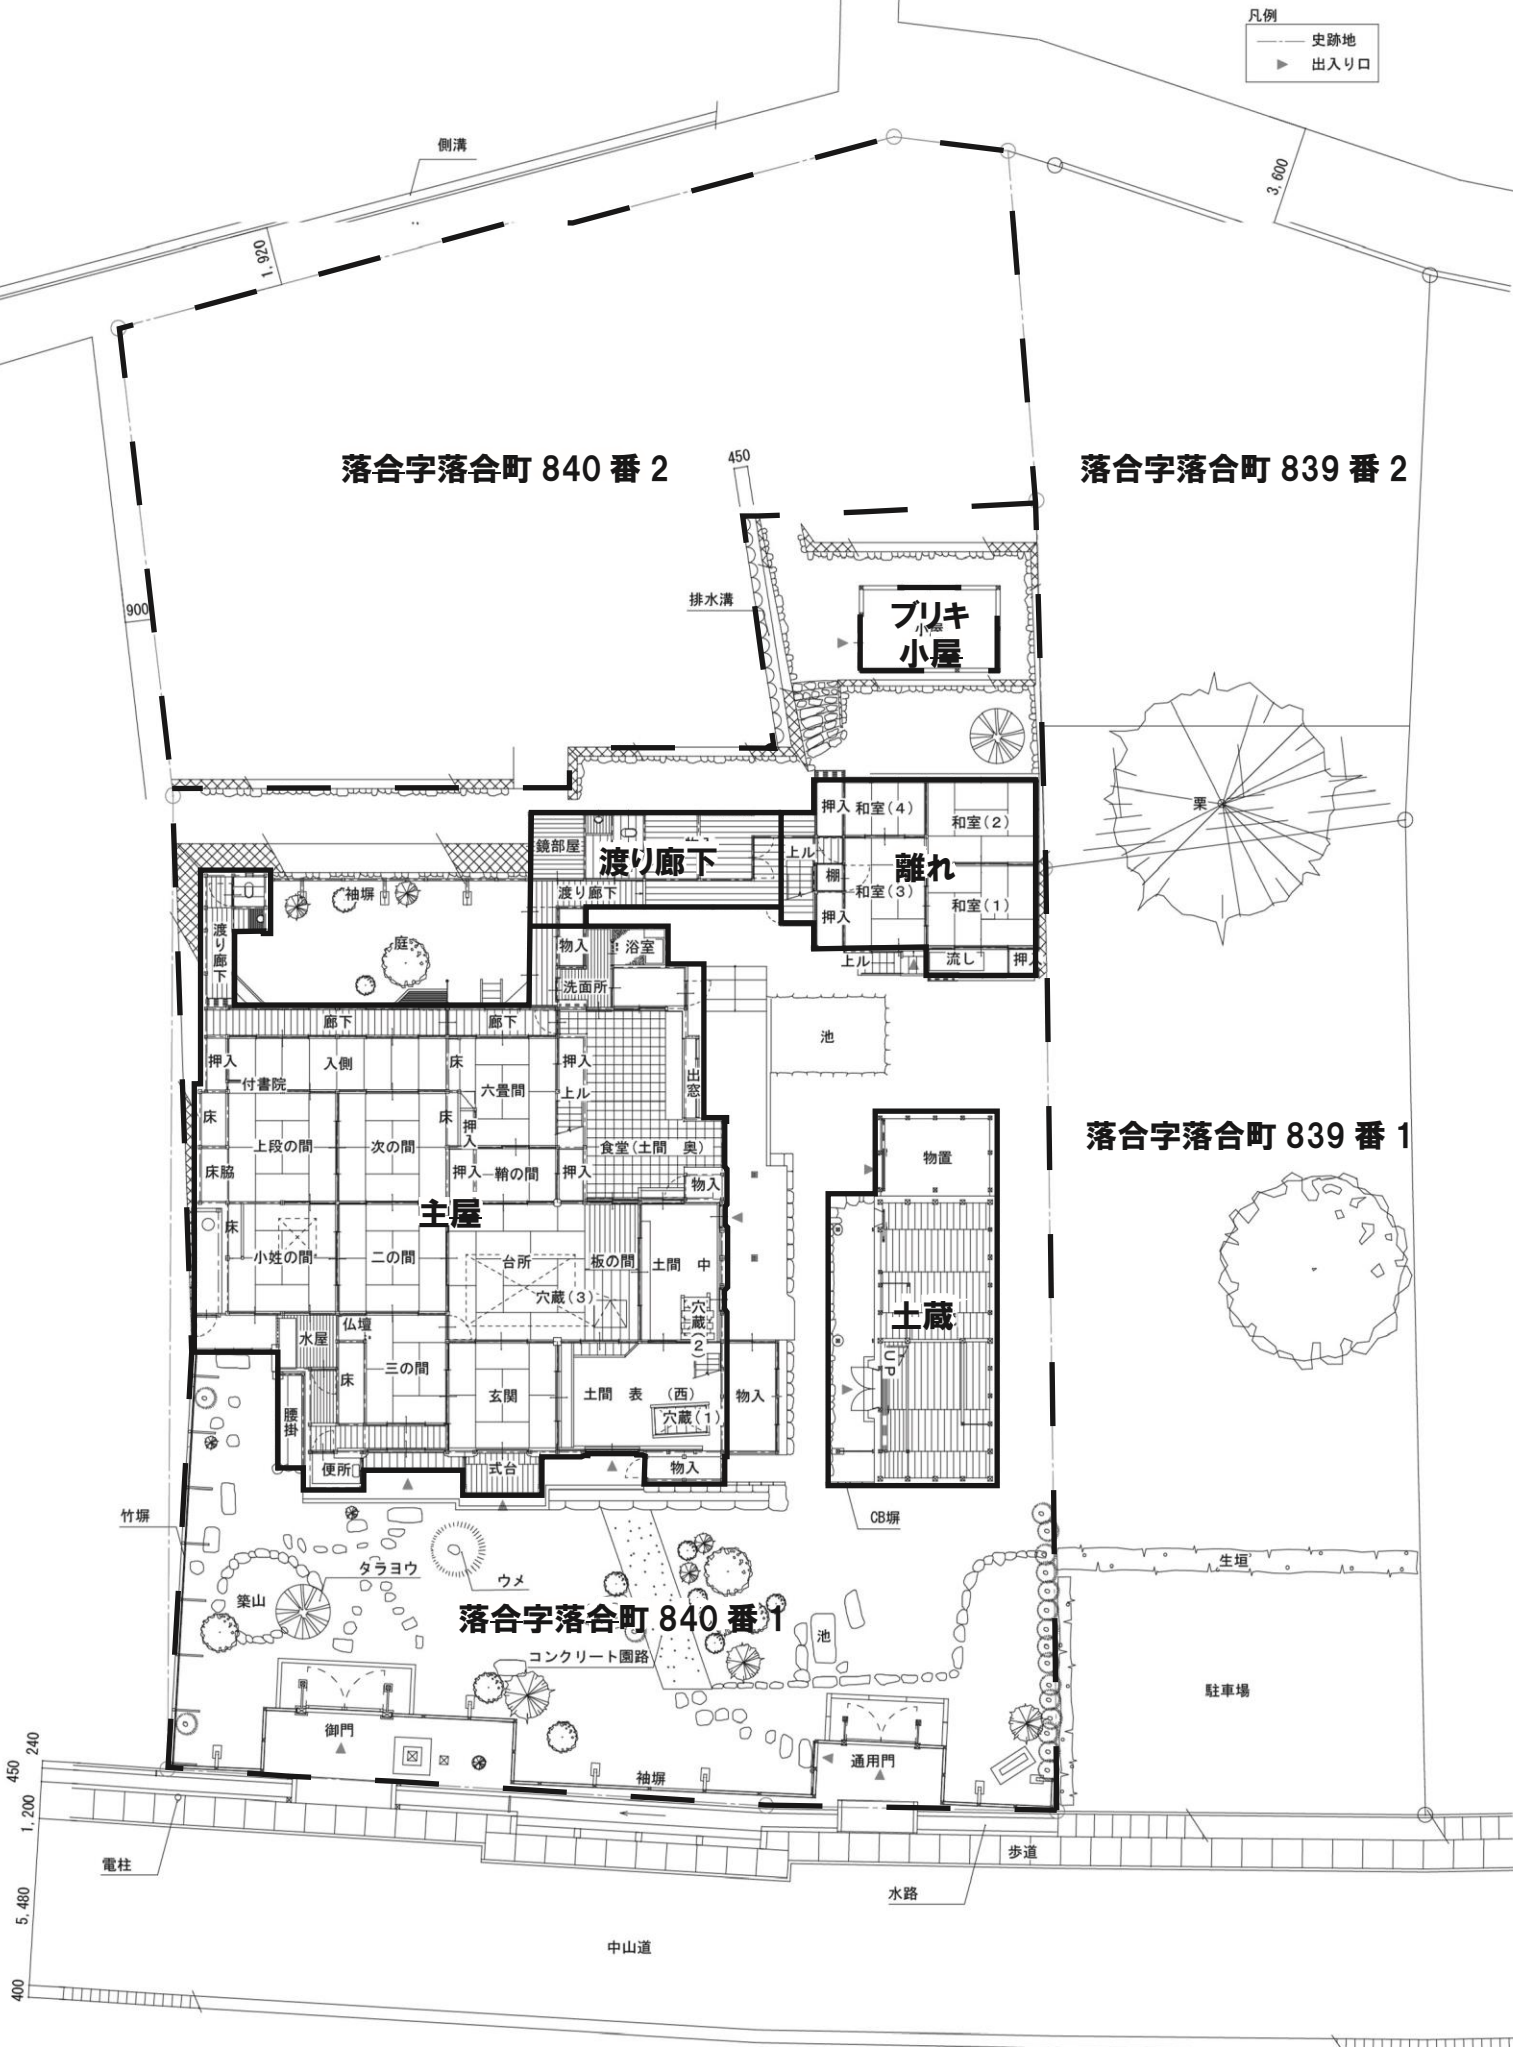 凡例
史跡地
出入り口
側溝
3,600
1,920
落合字落合町 840 番 2
450
落合字落合町 839 番 2
900
排水溝
ブリキ
小屋
小屋
栗
押入
和室(4)
和室(2)
鏡部屋
渡り廊下
上ル
離れ
棚
和室(3)
渡り廊下
袖塀
押入
和室(1)
渡り廊下
庭
物入
浴室
上ル
流し
押入
洗面所
廊下
廊下
池
押入
入側
床
押入
付書院
六畳間
上ル
出窓
床
床
押入
上段の間
次の間
食堂(土間 奥)
物置
落合字落合町 839 番 1
床脇
押入
鞘の間
押入
物入
主屋
床
小姓の間
二の間
台所
板の間
土間 中
穴蔵(3)
穴蔵(2)
土蔵
水屋
仏壇
UP
三の間
床
玄関
土間 表 (西)
物入
腰掛
穴蔵(1)
便所
式台
物入
竹塀
CB塀
タラヨウ
ウメ
生垣
築山
落合字落合町 840 番 1
池
コンクリート園路
駐車場
御門
通用門
袖塀
240
450
1,200
歩道
電柱
水路
5,480
中山道
400